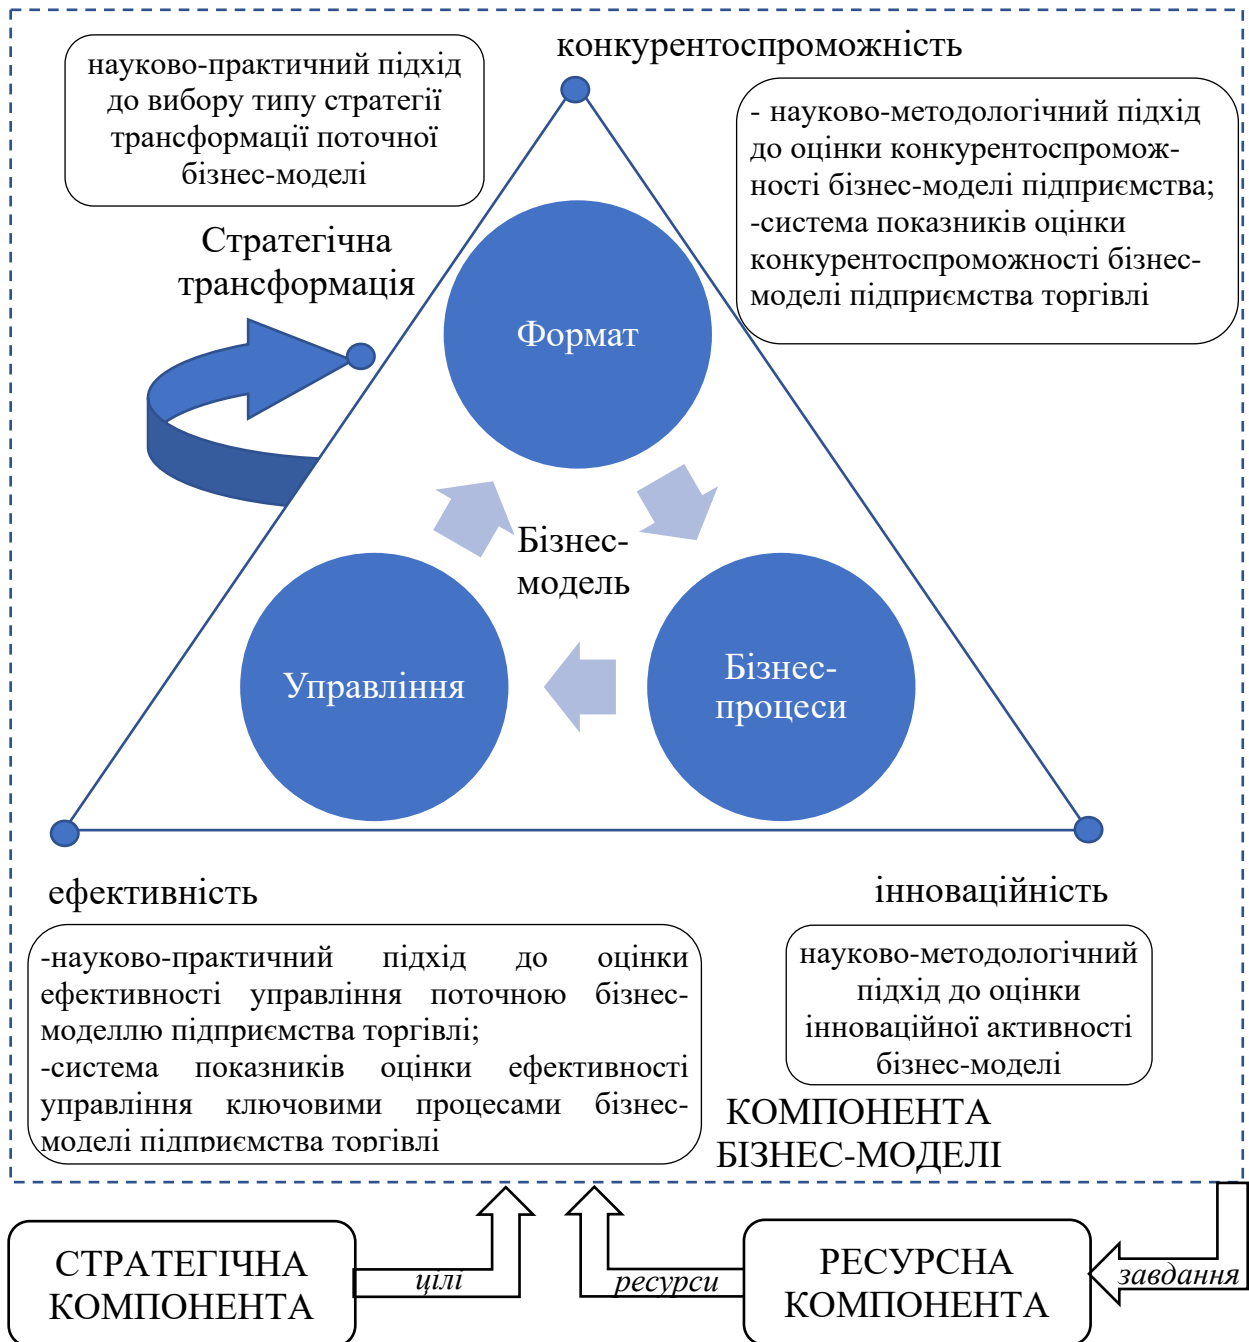 конкурентоспроможність
науково-практичний підхід
до вибору типу стратегії
трансформації поточної
бізнес-моделі
- науково-методологічний підхід
до оцінки конкурентоспромож-
ності бізнес-моделі підприємства;
-система показників оцінки
конкурентоспроможності бізнес-
моделі підприємства торгівлі
Стратегічна
трансформація
Формат
Бізнес-
модель
Управління
Бізнес-
процеси
ефективність
інноваційність
-науково-практичний підхід до оцінки
ефективності управління поточною бізнес-
моделлю підприємства торгівлі;
-система показників оцінки ефективності
управління ключовими процесами бізнес-
моделі підприємства торгівлі
науково-методологічний
підхід до оцінки
інноваційної активності
бізнес-моделі
КОМПОНЕНТА
БІЗНЕС-МОДЕЛІ
СТРАТЕГІЧНА
КОМПОНЕНТА
цілі
ресурси
РЕСУРСНА
КОМПОНЕНТА
завдання